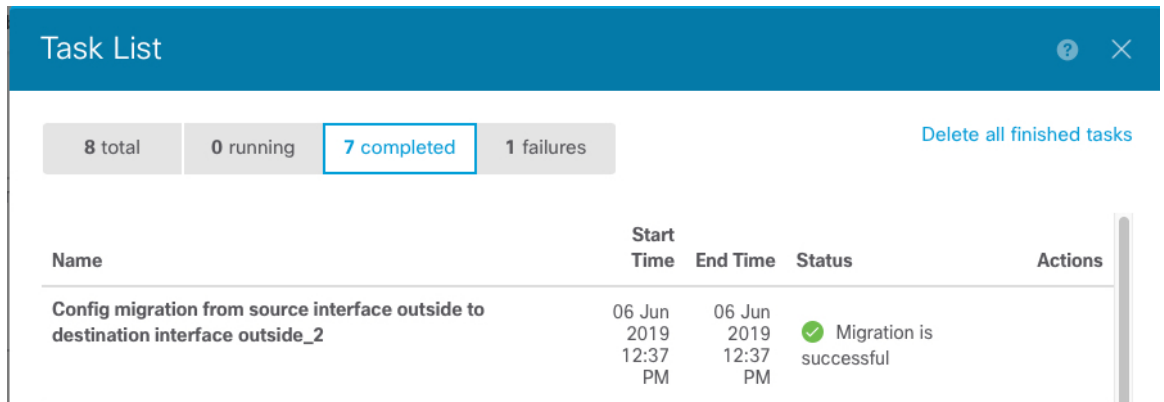 Task List
8 total 0 running 7 completed 1 failures
Delete all finished tasks
Name Start Time End Time Status Actions
Config migration from source interface outside to
destination interface outside_2
06 Jun
2019
12:37
PM
06 Jun
2019
12:37
PM
Migration is
successful